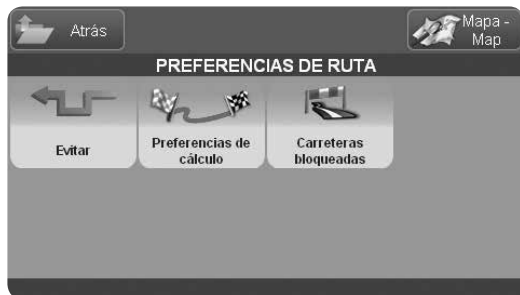 Atrás
Mapa -
Map
PREFERENCIAS DE RUTA
Evitar
Preferencias de
cálculo
Carreteras
bloqueadas